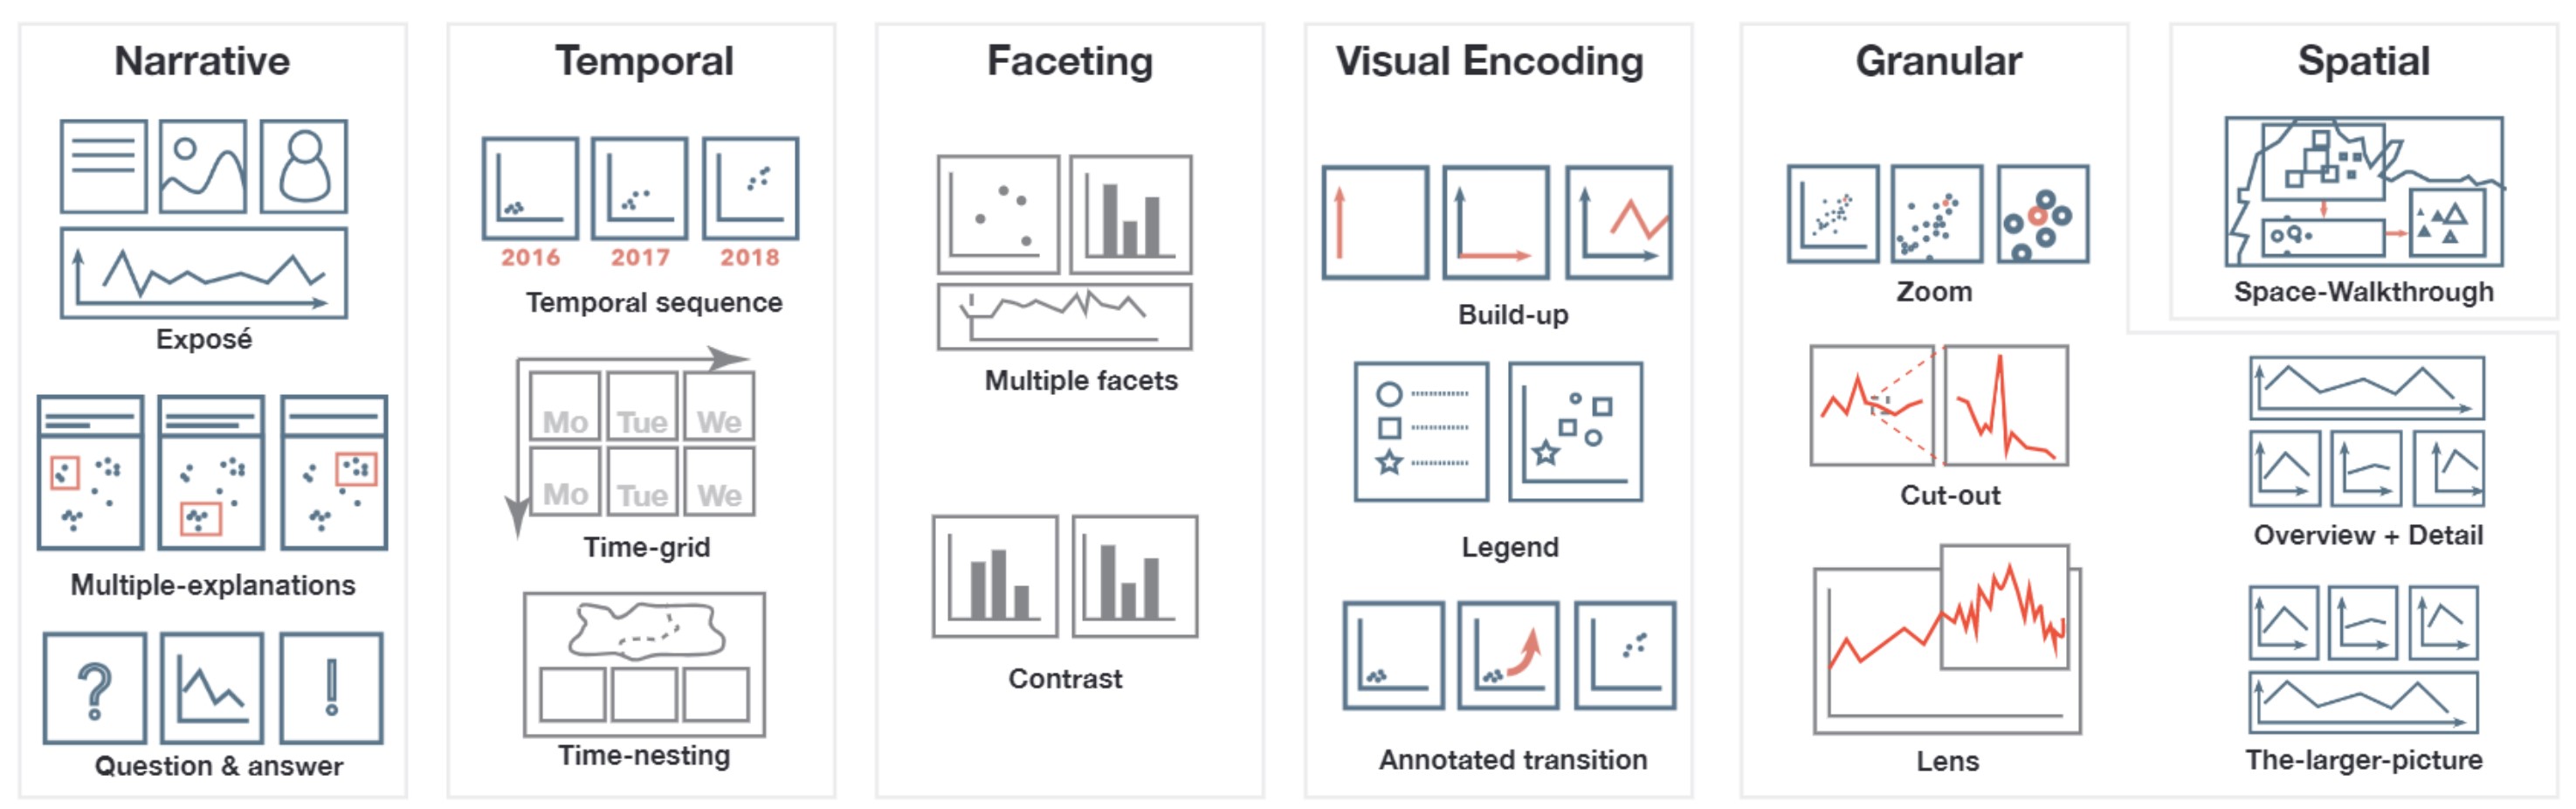 Narrative
Exposé
Multiple-explanations
Question & answer
Temporal
2016 2017 2018
Temporal sequence
Mo Tue We
Mo Tue We
Time-grid
Time-nesting
Faceting
Multiple facets
Contrast
Visual Encoding
Build-up
Legend
Annotated transition
Granular
Zoom
Cut-out
Lens
Overview + Detail
The-larger-picture
Spatial
Space-Walkthrough